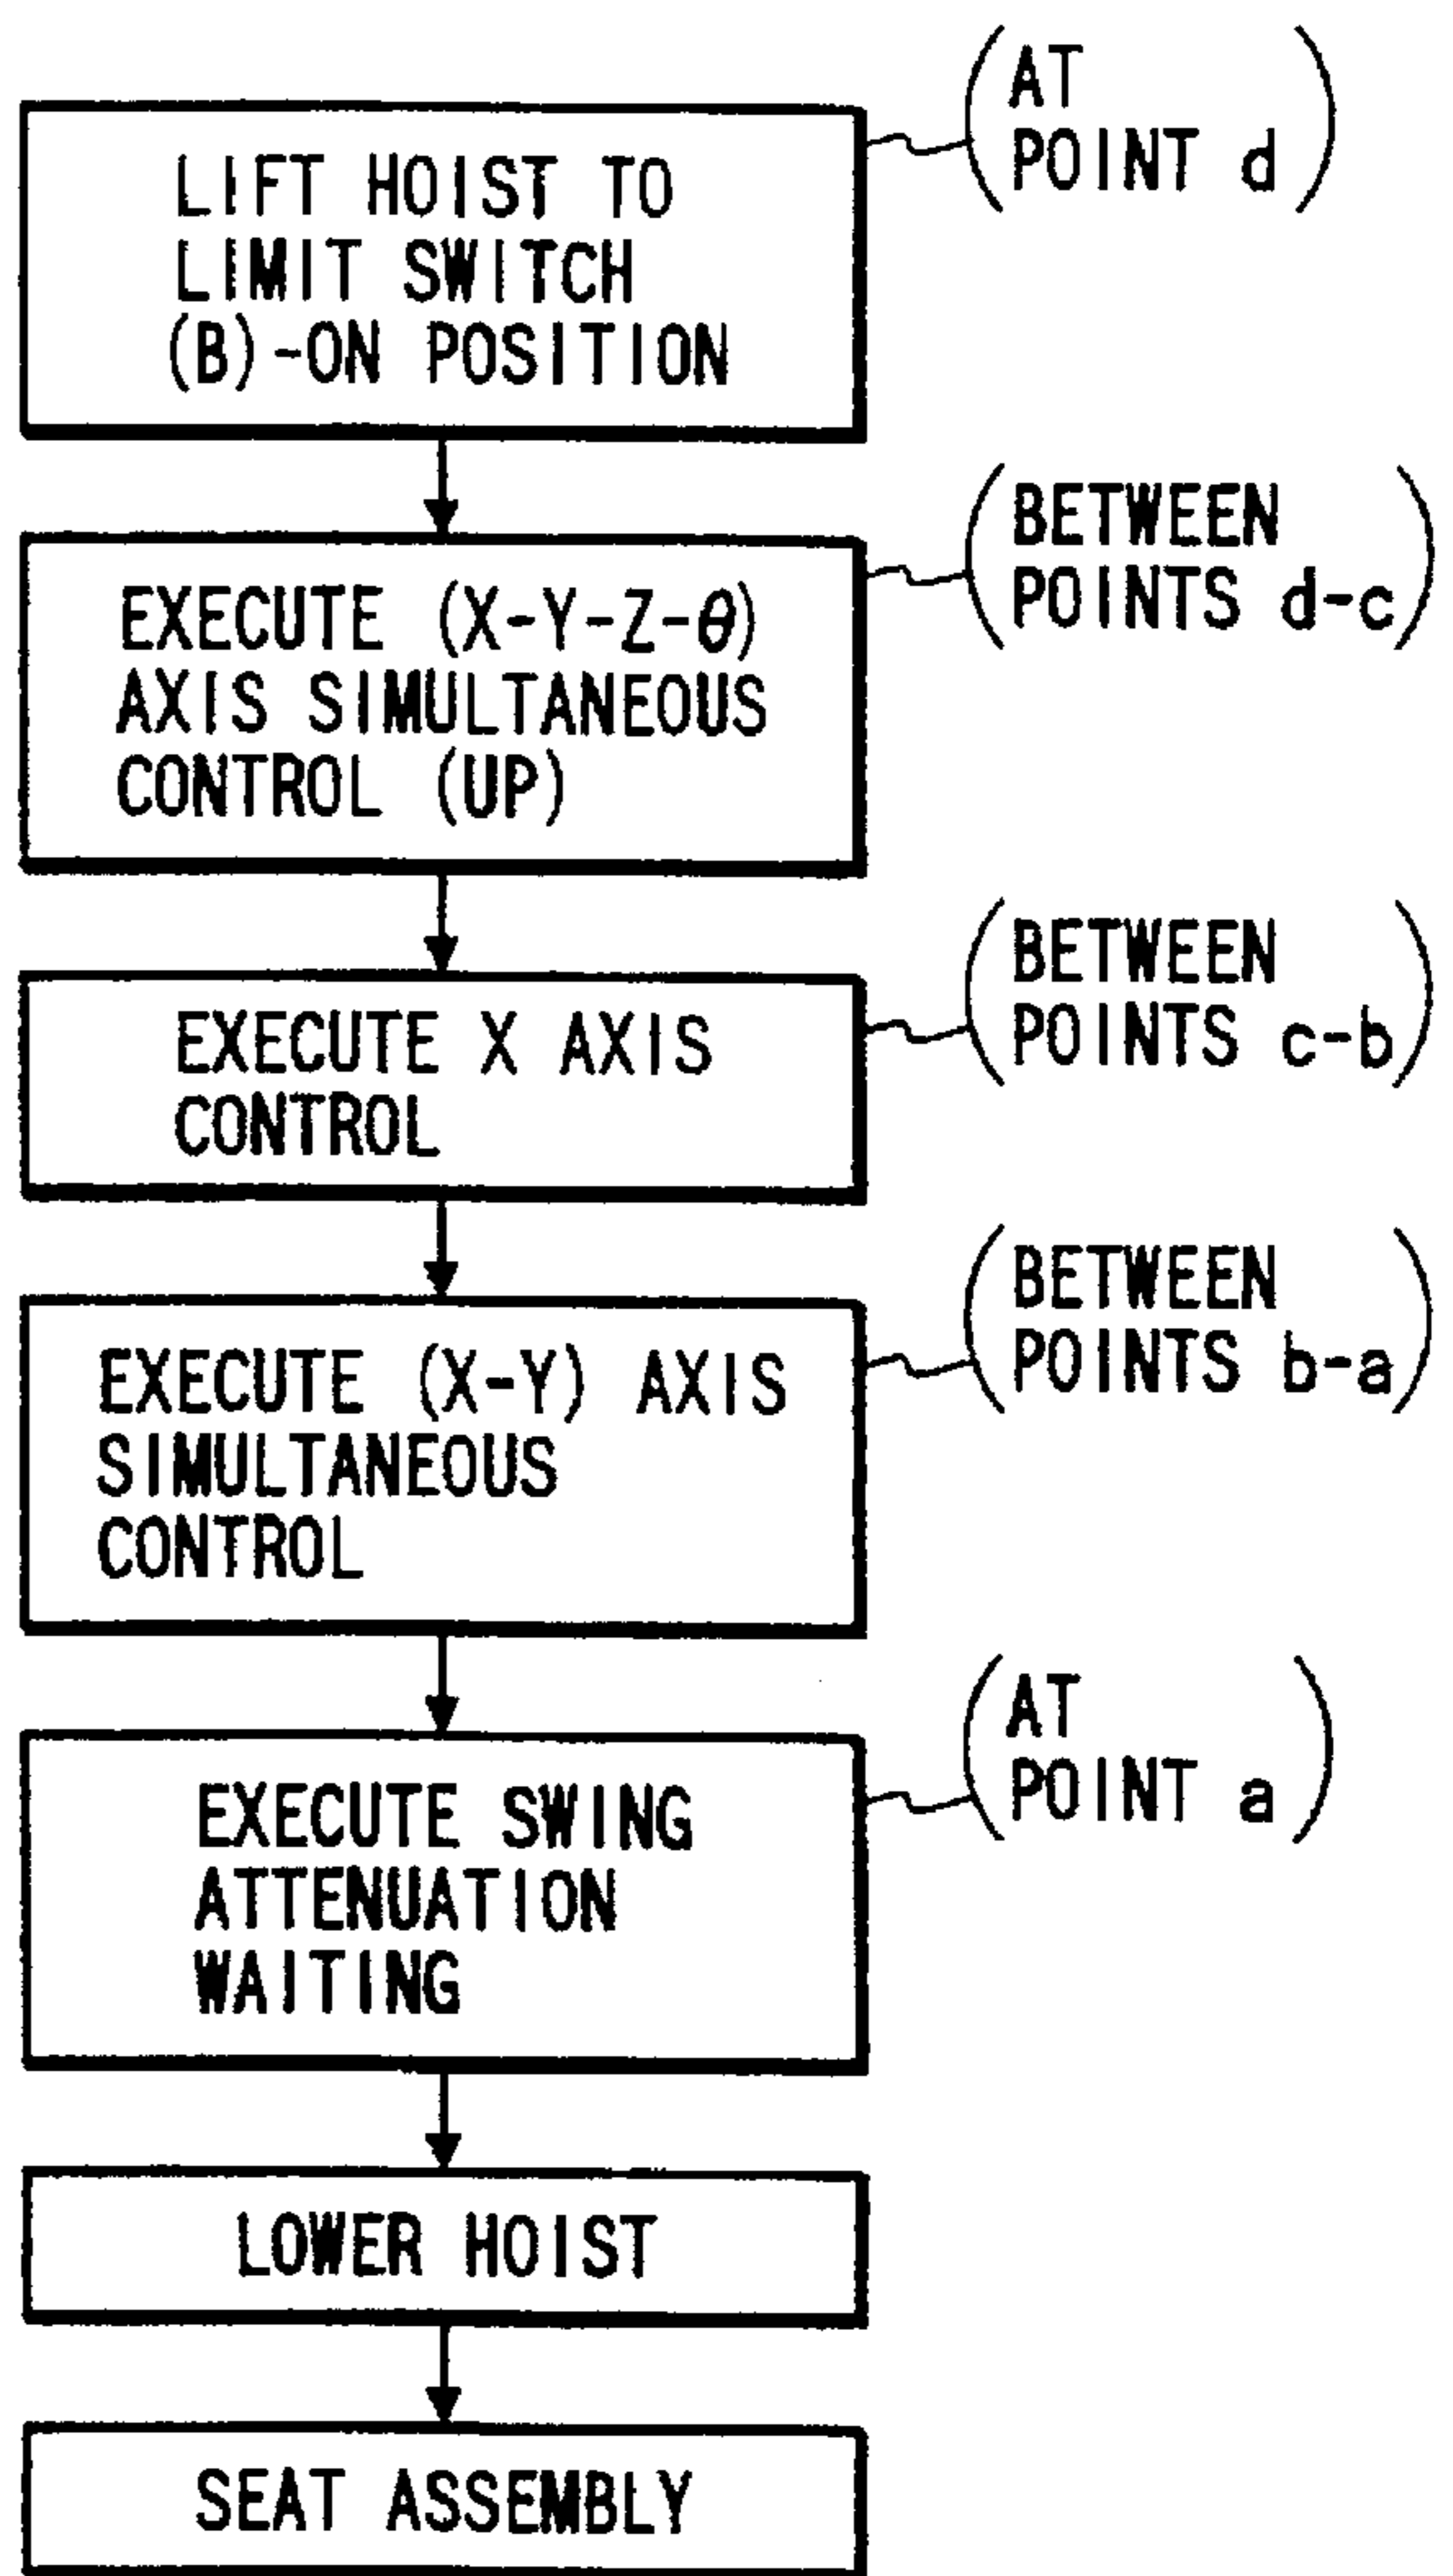 LIFT HOIST TO
LIMIT SWITCH
(B)-ON POSITION
(AT
POINT d)
EXECUTE (X-Y-Z-θ)
AXIS SIMULTANEOUS
CONTROL (UP)
(BETWEEN
POINTS d-c)
EXECUTE X AXIS
CONTROL
(BETWEEN
POINTS c-b)
EXECUTE (X-Y) AXIS
SIMULTANEOUS
CONTROL
(BETWEEN
POINTS b-a)
EXECUTE SWING
ATTENUATION
WAITING
(AT
POINT a)
LOWER HOIST
SEAT ASSEMBLY